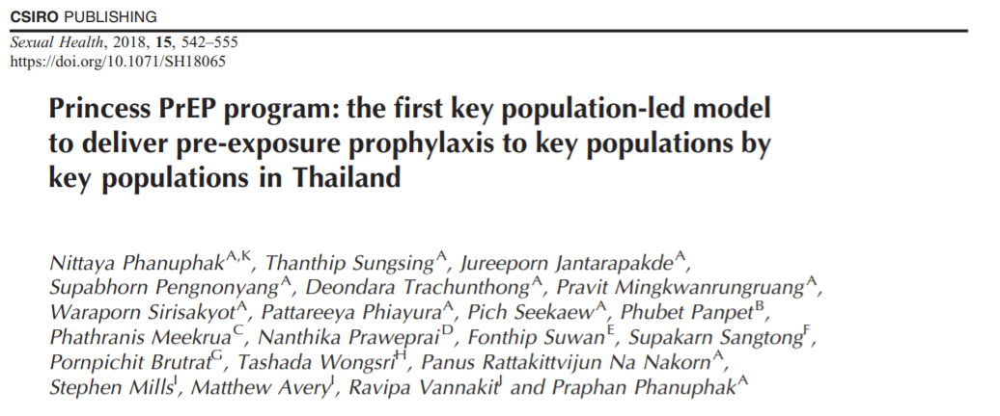 CSIRO PUBLISHING
Sexual Health, 2018, 15, 542–555
https://doi.org/10.1071/SH18065
Princess PrEP program: the first key population-led model
to deliver pre-exposure prophylaxis to key populations by
key populations in Thailand
Nittaya Phanuphak^A,K, Thanthip Sungsing^A, Jureeporn Jantarapakde^A,
Supabhorn Pengnonyang^A, Deondara Trachunthong^A, Pravit Mingkwanrungruang^A,
Waraporn Sirisakyot^A, Pattareeya Phiayura^A, Pich Seekaew^A, Phubet Panpet^B,
Phathranis Meekrua^C, Nanthika Praweprai^D, Fonthip Suwan^E, Supakarn Sangtong^F,
Pornpichit Brutrat^G, Tashada Wongsri^H, Panus Rattakittvijun Na Nakorn^A,
Stephen Mills^I, Matthew Avery^I, Ravipa Vannakit^J and Praphan Phanuphak^A